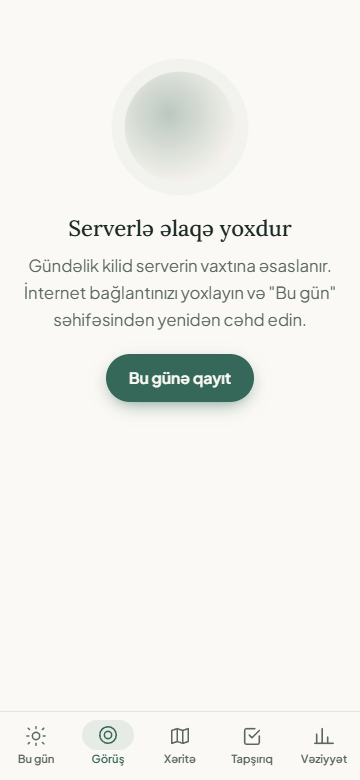 Serverlə əlaqə yoxdur
Gündəlik kilid serverin vaxtına əsaslanır.
İnternet bağlantınızı yoxlayın və "Bu gün"
səhifəsindən yenidən cəhd edin.
Bu günə qayıt
Bu gün
Görüş
Xəritə
Tapşırıq
Vəziyyət